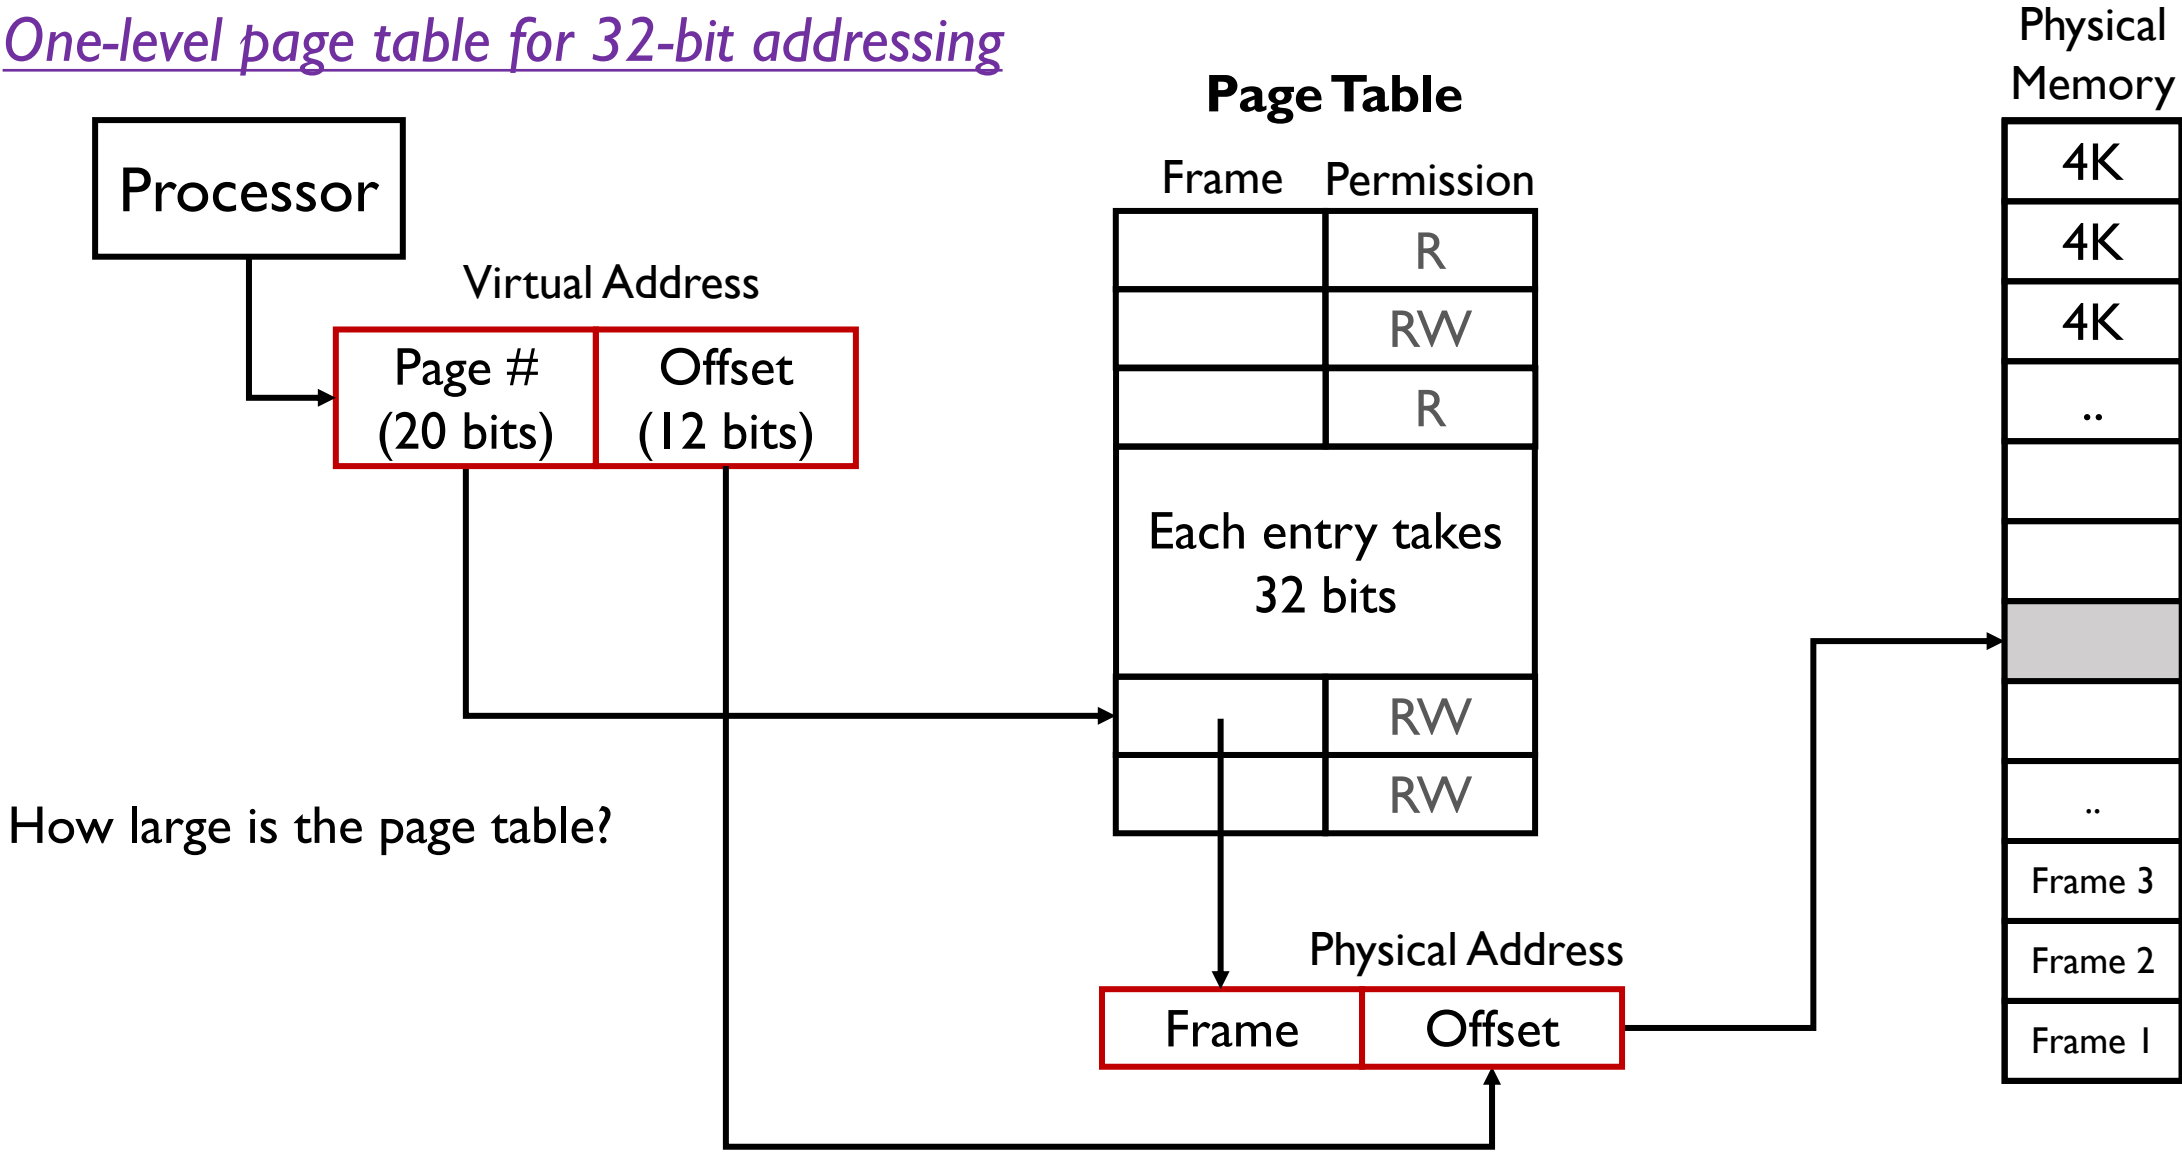 One-level page table for 32-bit addressing
Physical
Memory
Page Table
Processor
Frame
Permission
Virtual Address
Page #
(20 bits)
Offset
(12 bits)
R
RW
R
Each entry takes
32 bits
RW
RW
4K
4K
4K
..
..
Frame 3
Frame 2
Frame 1
How large is the page table?
Physical Address
Frame
Offset